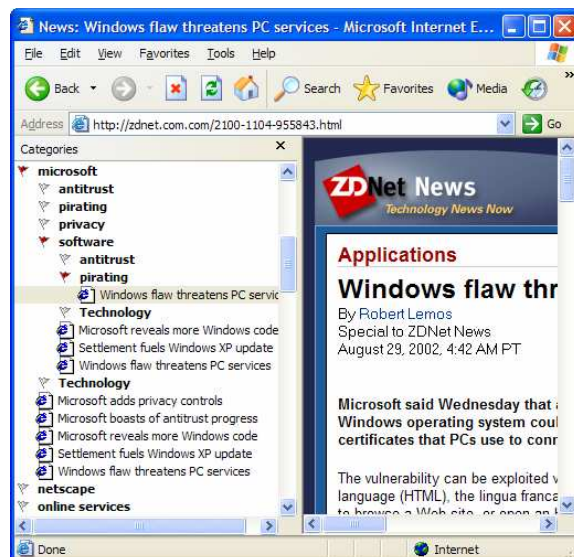 News: Windows flaw threatens PC services - Microsoft Internet E...
File Edit View Favorites Tools Help
Back Search Favorites Media »
Address http://zdnet.com.com/2100-1104-955843.html Go
Categories X
microsoft
antitrust
pirating
privacy
software
antitrust
pirating
Windows flaw threatens PC servic
Technology
Microsoft reveals more Windows code
Settlement fuels Windows XP update
Windows flaw threatens PC services
Technology
Microsoft adds privacy controls
Microsoft boasts of antitrust progress
Microsoft reveals more Windows code
Settlement fuels Windows XP update
Windows flaw threatens PC services
netscape
online services
ZDNet News
Technology News Now
Applications
Windows flaw thr
By Robert Lemos
Special to ZDNet News
August 29, 2002, 4:42 AM PT
Microsoft said Wednesday that
Windows operating system coul
certificates that PCs use to conn
The vulnerability can be exploited
language (HTML), the lingua franca
to browse a Web site, or open an
Done Internet